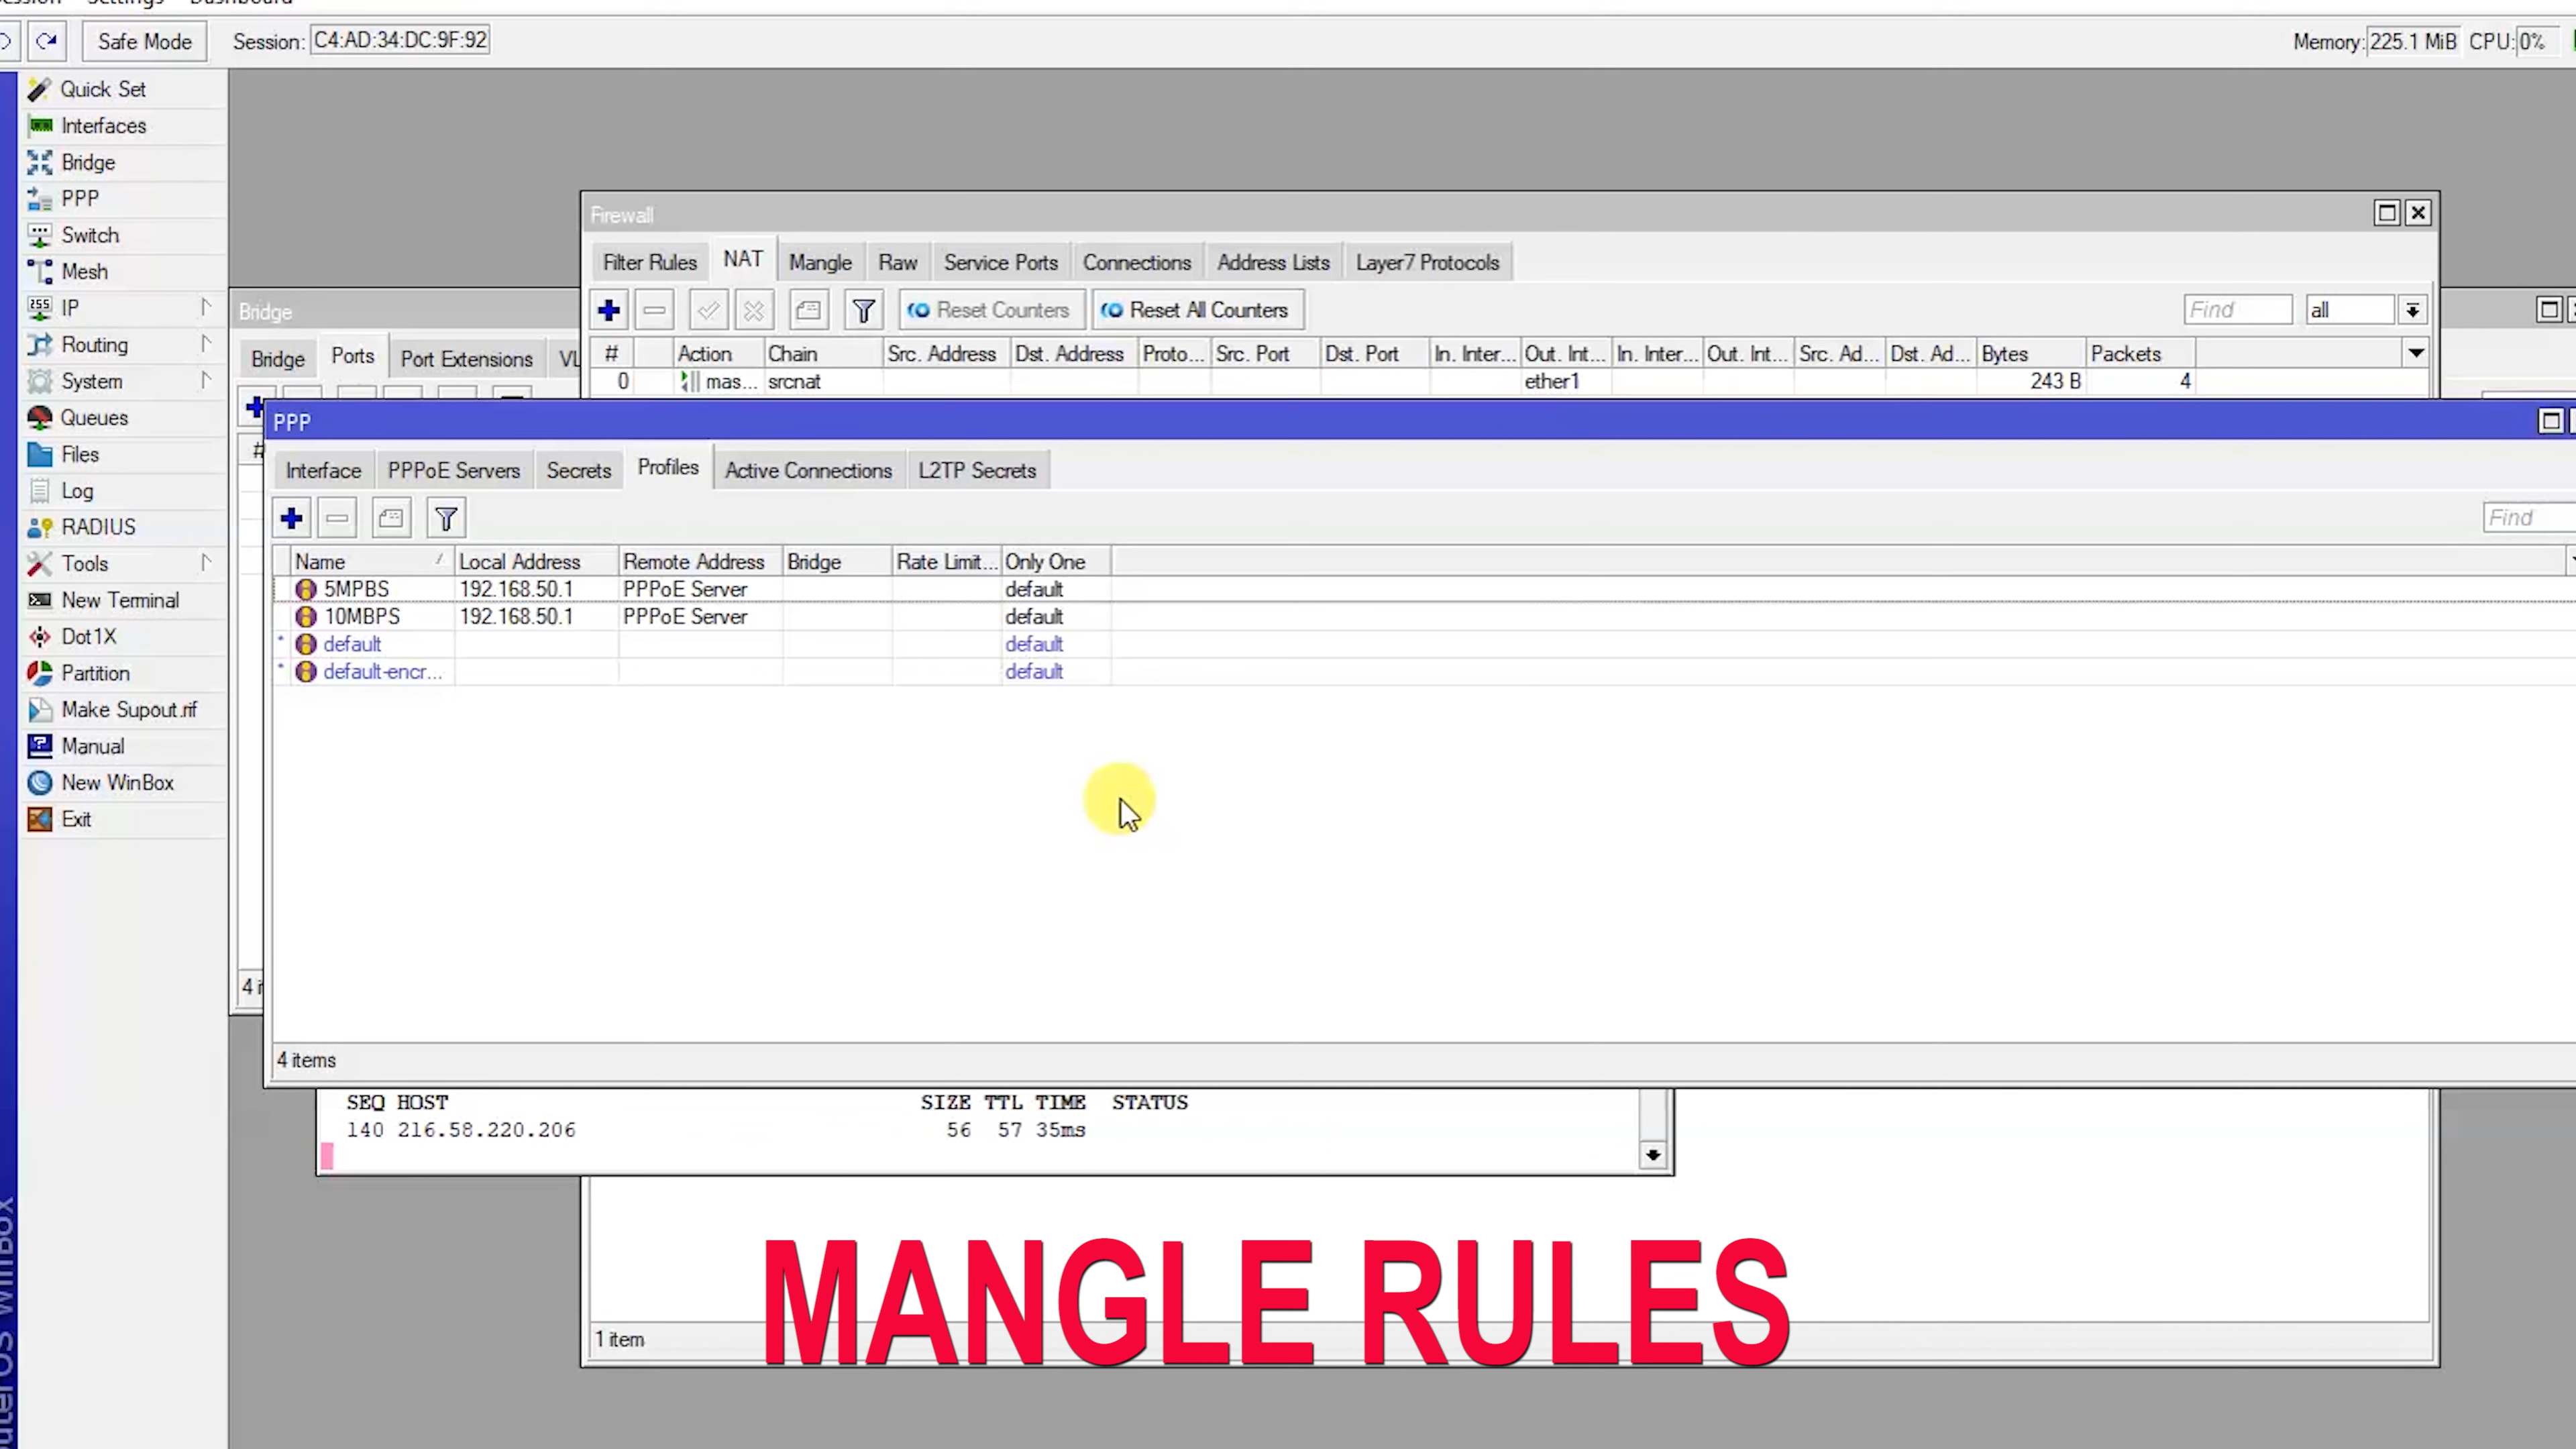 Session Settings Dashboard
Safe Mode Session: C4:AD:34:DC:9F:92 Memory: 225.1 MiB CPU: 0%
Quick Set
Interfaces
Bridge
PPP
Switch
Mesh
IP
Routing
System
Queues
Files
Log
RADIUS
Tools
New Terminal
Dot1X
Partition
Make Supout.rif
Manual
New WinBox
Exit
RouterOS WinBox
Firewall
Filter Rules NAT Mangle Raw Service Ports Connections Address Lists Layer7 Protocols
Reset Counters Reset All Counters Find all
# Action Chain Src. Address Dst. Address Proto... Src. Port Dst. Port In. Inter... Out. Int... In. Inter... Out. Int... Src. Ad... Dst. Ad... Bytes Packets
0 mas... srcnat ether1 243 B 4
Bridge
Bridge Ports Port Extensions VL
#
4 i
PPP
Interface PPPoE Servers Secrets Profiles Active Connections L2TP Secrets
Find
Name Local Address Remote Address Bridge Rate Limit... Only One
5MPBS 192.168.50.1 PPPoE Server default
10MBPS 192.168.50.1 PPPoE Server default
* default default
* default-encr... default
4 items
SEQ HOST SIZE TTL TIME STATUS
140 216.58.220.206 56 57 35ms
1 item
MANGLE RULES